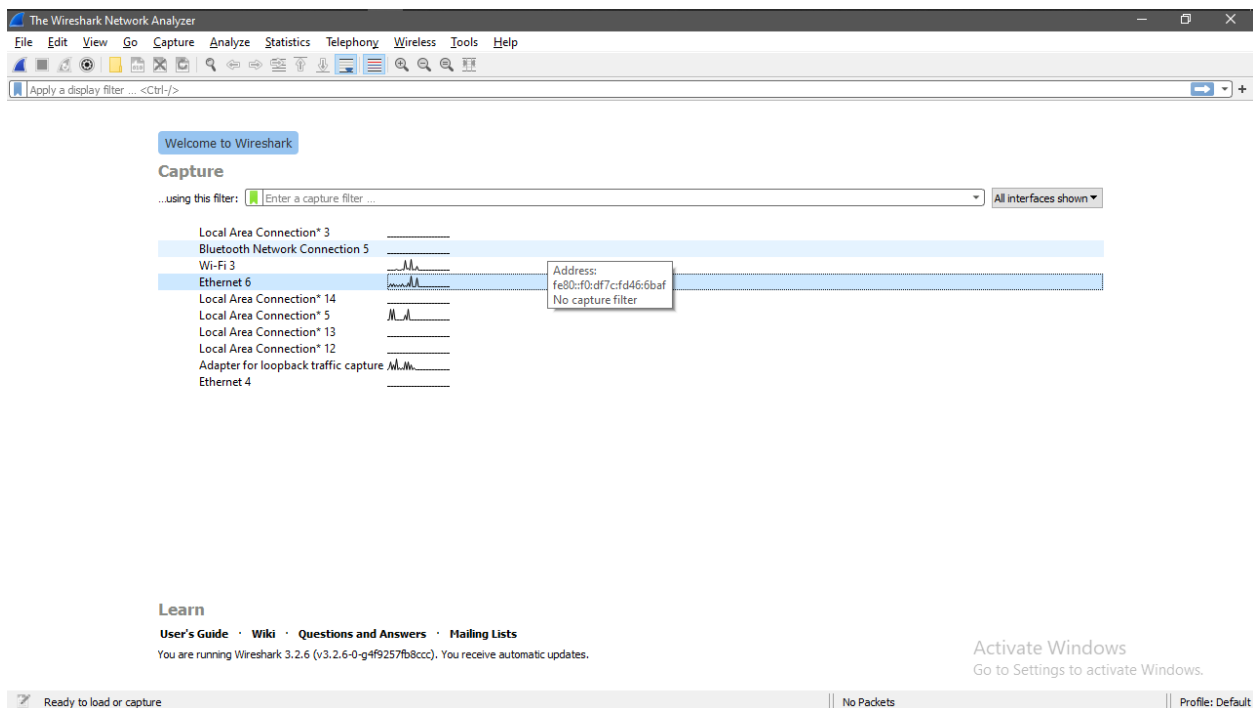 The Wireshark Network Analyzer
File Edit View Go Capture Analyze Statistics Telephony Wireless Tools Help
Apply a display filter ... <Ctrl-/>
Welcome to Wireshark
Capture
...using this filter: Enter a capture filter ... All interfaces shown
Local Area Connection* 3
Bluetooth Network Connection 5
Wi-Fi 3
Ethernet 6
Local Area Connection* 14
Local Area Connection* 5
Local Area Connection* 13
Local Area Connection* 12
Adapter for loopback traffic capture
Ethernet 4
Address:
fe80::f0:df7c:fd46:6baf
No capture filter
Learn
User's Guide · Wiki · Questions and Answers · Mailing Lists
You are running Wireshark 3.2.6 (v3.2.6-0-g4f9257fb8ccc). You receive automatic updates.
Activate Windows
Go to Settings to activate Windows.
Ready to load or capture No Packets Profile: Default